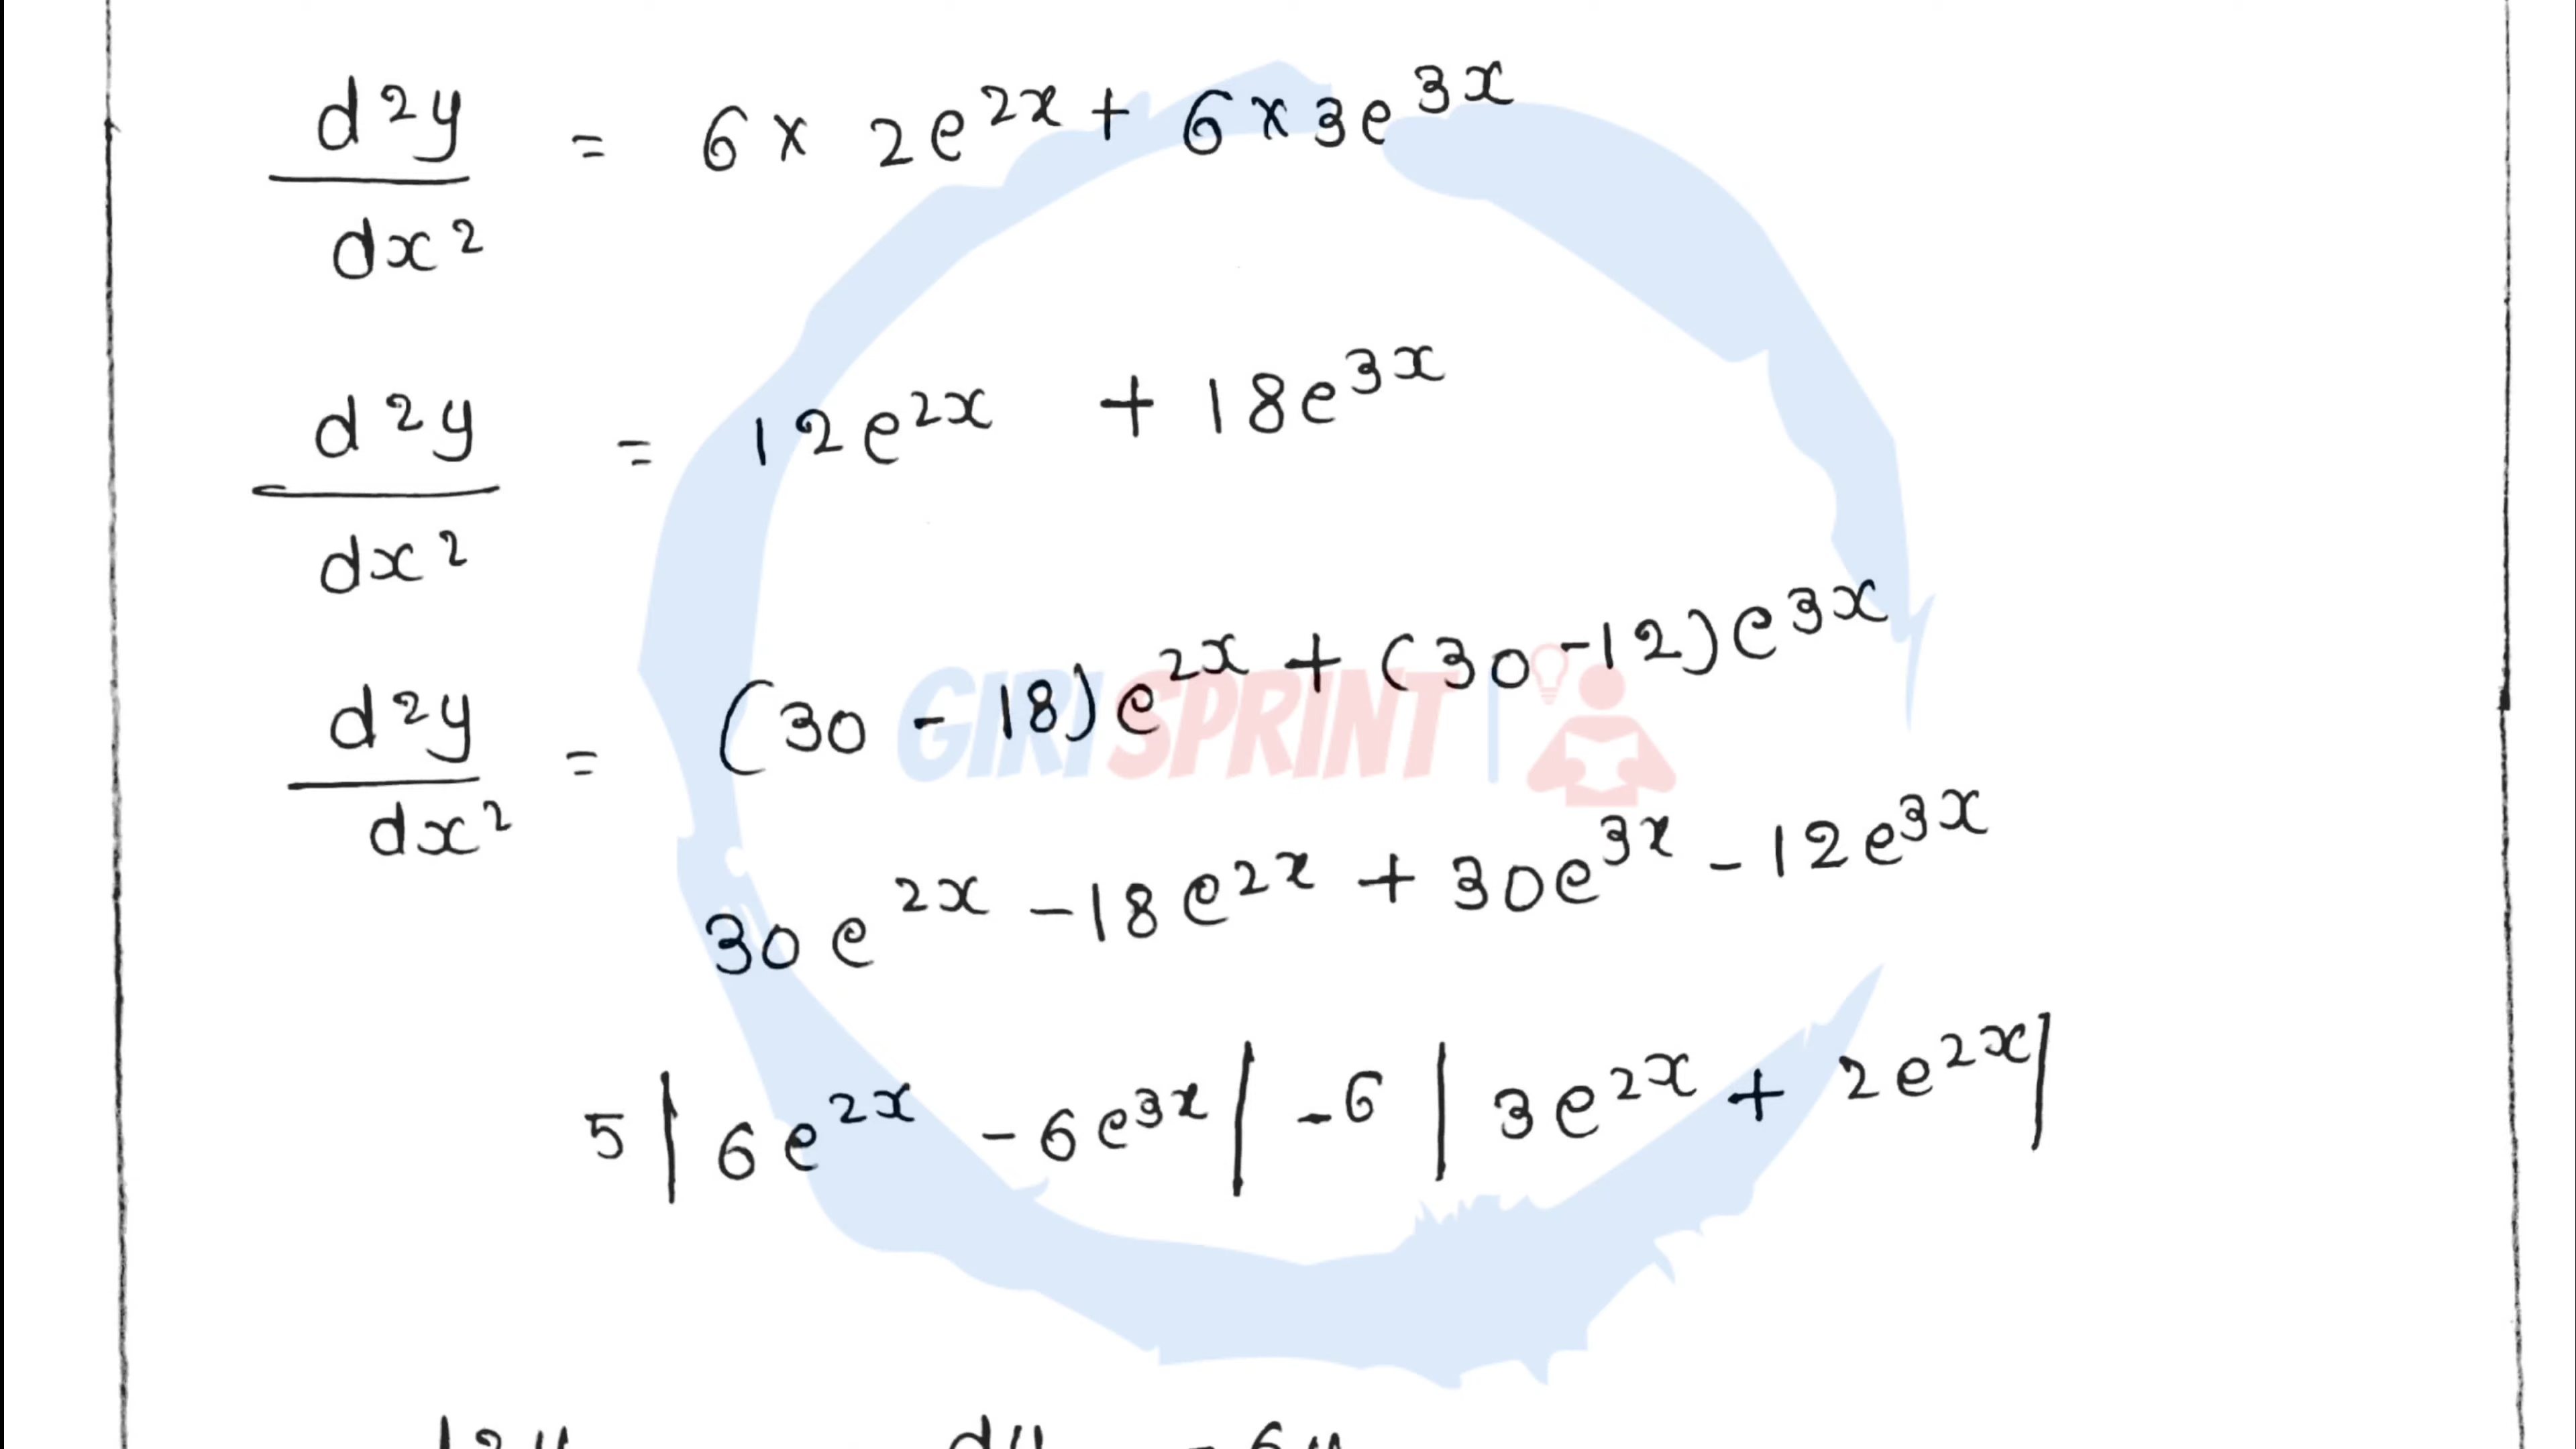 d²y/dx² = 6 × 2e^2x + 6 × 3e^3x
d²y/dx² = 12e^2x + 18e^3x
d²y/dx² = (30 - 18)e^2x + (30 - 12)e^3x
GIRISPRINT
30e^2x - 18e^2x + 30e^3x - 12e^3x
5 | 6e^2x - 6e^3x | - 6 | 3e^2x + 2e^2x |